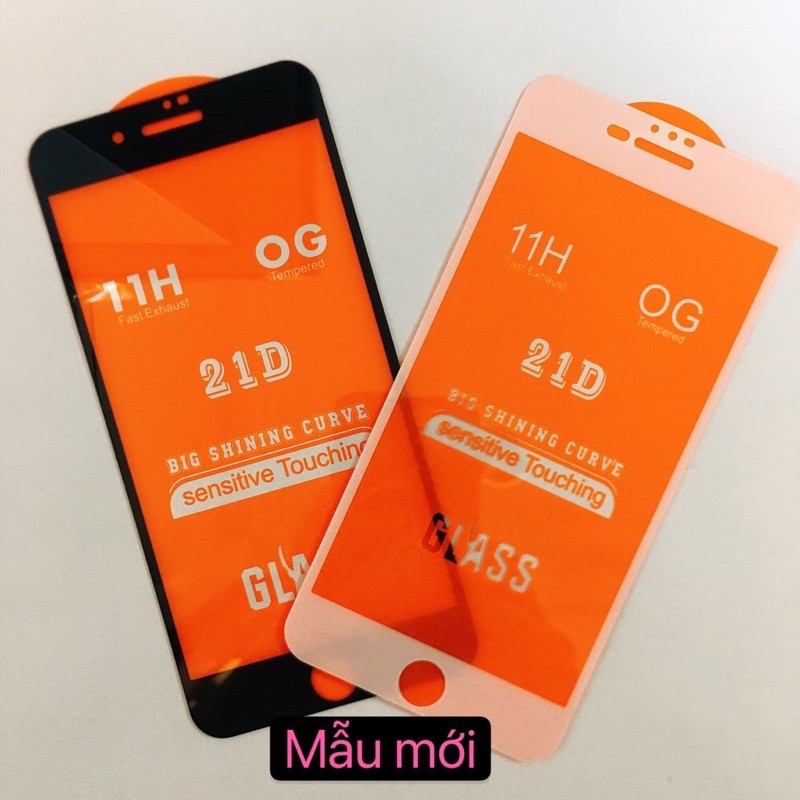 11H
Fast Exhaust
OG
Tempered
21D
BIG SHINING CURVE
sensitive Touching
GLA
11H
Fast Exhaust
OG
Tempered
21D
BIG SHINING CURVE
sensitive Touching
GLASS
Mẫu mới